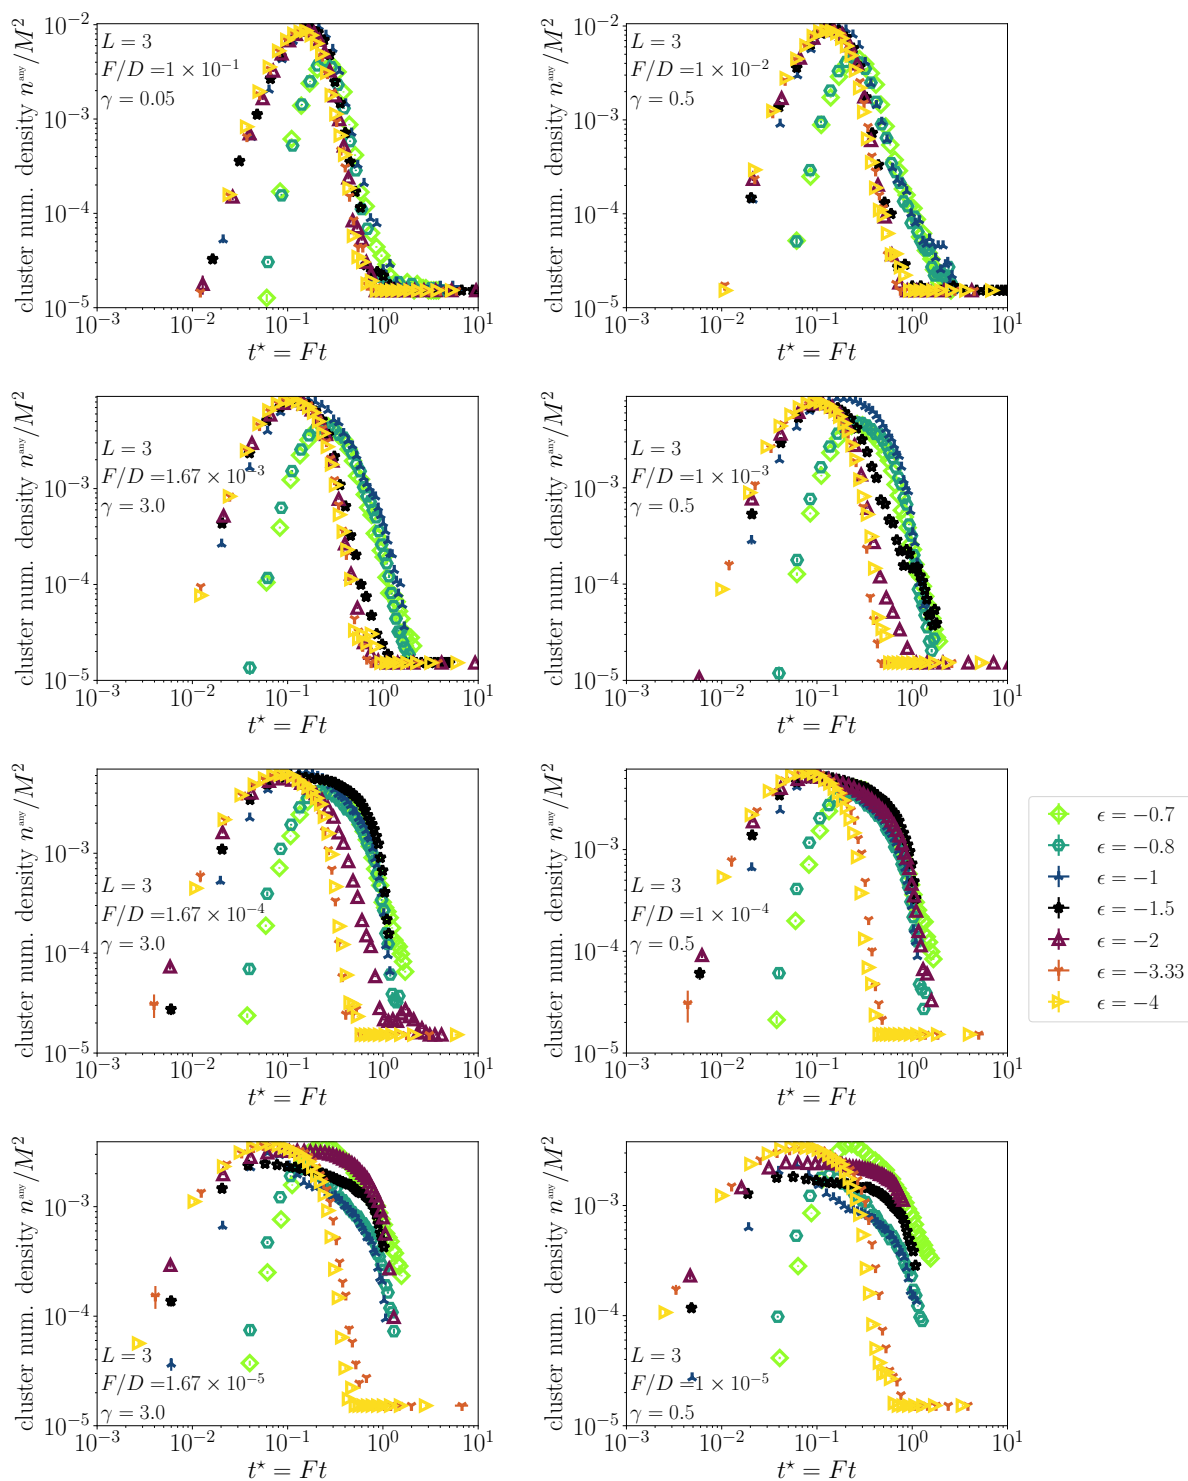 cluster num. density n^any/M^2
10^-2
10^-3
10^-4
10^-5
L = 3
F/D =1 × 10^-1
γ = 0.05
10^-3 10^-2 10^-1 10^0 10^1
t* = Ft
cluster num. density n^any/M^2
10^-2
10^-3
10^-4
10^-5
L = 3
F/D =1 × 10^-2
γ = 0.5
10^-3 10^-2 10^-1 10^0 10^1
t* = Ft
cluster num. density n^any/M^2
10^-3
10^-4
10^-5
L = 3
F/D =1.67 × 10^-3
γ = 3.0
10^-3 10^-2 10^-1 10^0 10^1
t* = Ft
cluster num. density n^any/M^2
10^-3
10^-4
10^-5
L = 3
F/D =1 × 10^-3
γ = 0.5
10^-3 10^-2 10^-1 10^0 10^1
t* = Ft
cluster num. density n^any/M^2
10^-3
10^-4
10^-5
L = 3
F/D =1.67 × 10^-4
γ = 3.0
10^-3 10^-2 10^-1 10^0 10^1
t* = Ft
cluster num. density n^any/M^2
10^-3
10^-4
10^-5
L = 3
F/D =1 × 10^-4
γ = 0.5
10^-3 10^-2 10^-1 10^0 10^1
t* = Ft
ϵ = −0.7
ϵ = −0.8
ϵ = −1
ϵ = −1.5
ϵ = −2
ϵ = −3.33
ϵ = −4
cluster num. density n^any/M^2
10^-3
10^-4
10^-5
L = 3
F/D =1.67 × 10^-5
γ = 3.0
10^-3 10^-2 10^-1 10^0 10^1
t* = Ft
cluster num. density n^any/M^2
10^-3
10^-4
10^-5
L = 3
F/D =1 × 10^-5
γ = 0.5
10^-3 10^-2 10^-1 10^0 10^1
t* = Ft